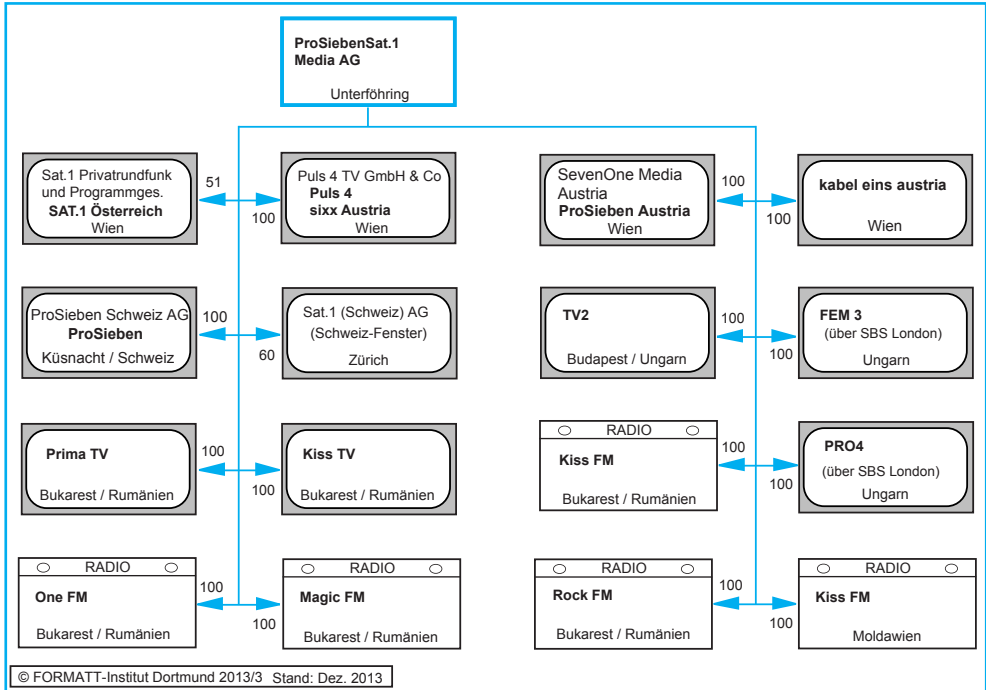 ProSiebenSat.1
Media AG
Unterföhring
Sat.1 Privatrundfunk
und Programmges.
SAT.1 Österreich
Wien
51
100
Puls 4 TV GmbH & Co
Puls 4
sixx Austria
Wien
SevenOne Media
Austria
ProSieben Austria
Wien
100
100
kabel eins austria
Wien
ProSieben Schweiz AG
ProSieben
Küsnacht / Schweiz
100
60
Sat.1 (Schweiz) AG
(Schweiz-Fenster)
Zürich
TV2
Budapest / Ungarn
100
100
FEM 3
(über SBS London)
Ungarn
Prima TV
Bukarest / Rumänien
100
100
Kiss TV
Bukarest / Rumänien
RADIO
Kiss FM
Bukarest / Rumänien
100
100
PRO4
(über SBS London)
Ungarn
RADIO
One FM
Bukarest / Rumänien
100
100
RADIO
Magic FM
Bukarest / Rumänien
RADIO
Rock FM
Bukarest / Rumänien
100
100
RADIO
Kiss FM
Moldawien
© FORMATT-Institut Dortmund 2013/3 Stand: Dez. 2013